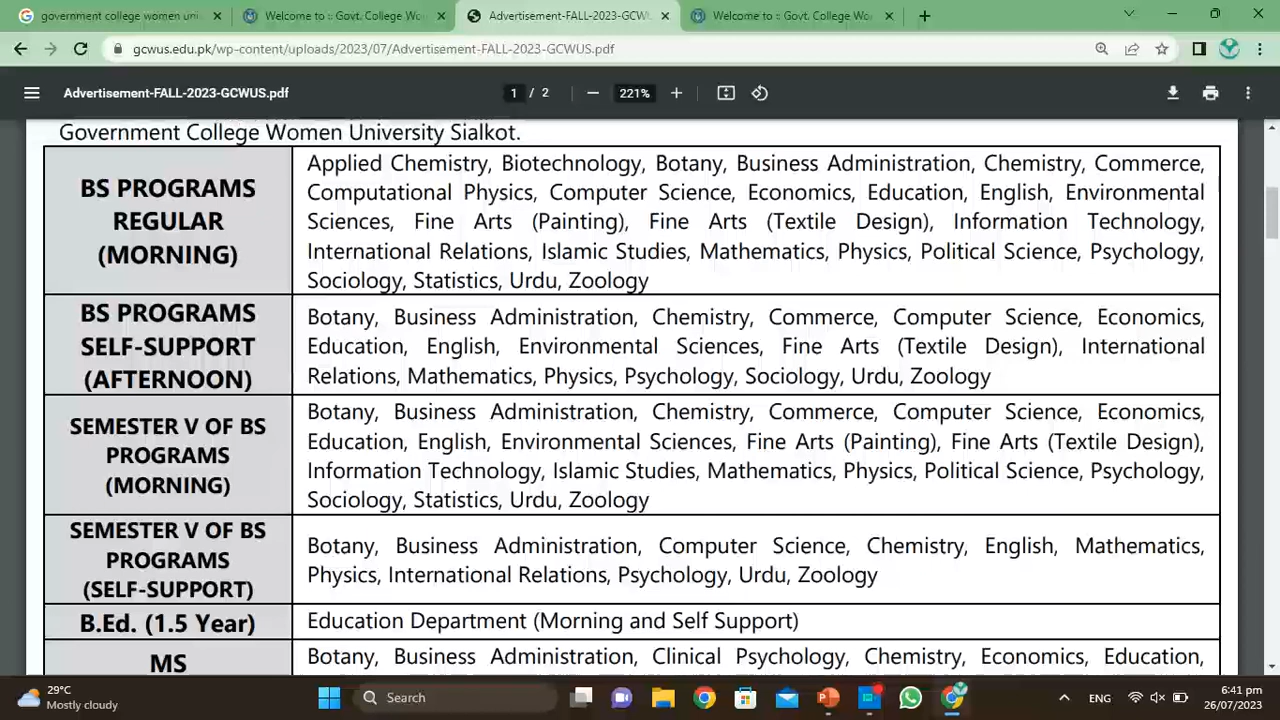 government college women uni
Welcome to :: Govt. College Wo
Advertisement-FALL-2023-GCW
Welcome to :: Govt. College Wo
gcwus.edu.pk/wp-content/uploads/2023/07/Advertisement-FALL-2023-GCWUS.pdf
Advertisement-FALL-2023-GCWUS.pdf 1 / 2 221%
Government College Women University Sialkot.
BS PROGRAMS
REGULAR
(MORNING)
Applied Chemistry, Biotechnology, Botany, Business Administration, Chemistry, Commerce,
Computational Physics, Computer Science, Economics, Education, English, Environmental
Sciences, Fine Arts (Painting), Fine Arts (Textile Design), Information Technology,
International Relations, Islamic Studies, Mathematics, Physics, Political Science, Psychology,
Sociology, Statistics, Urdu, Zoology
BS PROGRAMS
SELF-SUPPORT
(AFTERNOON)
Botany, Business Administration, Chemistry, Commerce, Computer Science, Economics,
Education, English, Environmental Sciences, Fine Arts (Textile Design), International
Relations, Mathematics, Physics, Psychology, Sociology, Urdu, Zoology
SEMESTER V OF BS
PROGRAMS
(MORNING)
Botany, Business Administration, Chemistry, Commerce, Computer Science, Economics,
Education, English, Environmental Sciences, Fine Arts (Painting), Fine Arts (Textile Design),
Information Technology, Islamic Studies, Mathematics, Physics, Political Science, Psychology,
Sociology, Statistics, Urdu, Zoology
SEMESTER V OF BS
PROGRAMS
(SELF-SUPPORT)
Botany, Business Administration, Computer Science, Chemistry, English, Mathematics,
Physics, International Relations, Psychology, Urdu, Zoology
B.Ed. (1.5 Year)
Education Department (Morning and Self Support)
MS
Botany, Business Administration, Clinical Psychology, Chemistry, Economics, Education,
29°C
Mostly cloudy
Search
ENG
6:41 pm
26/07/2023